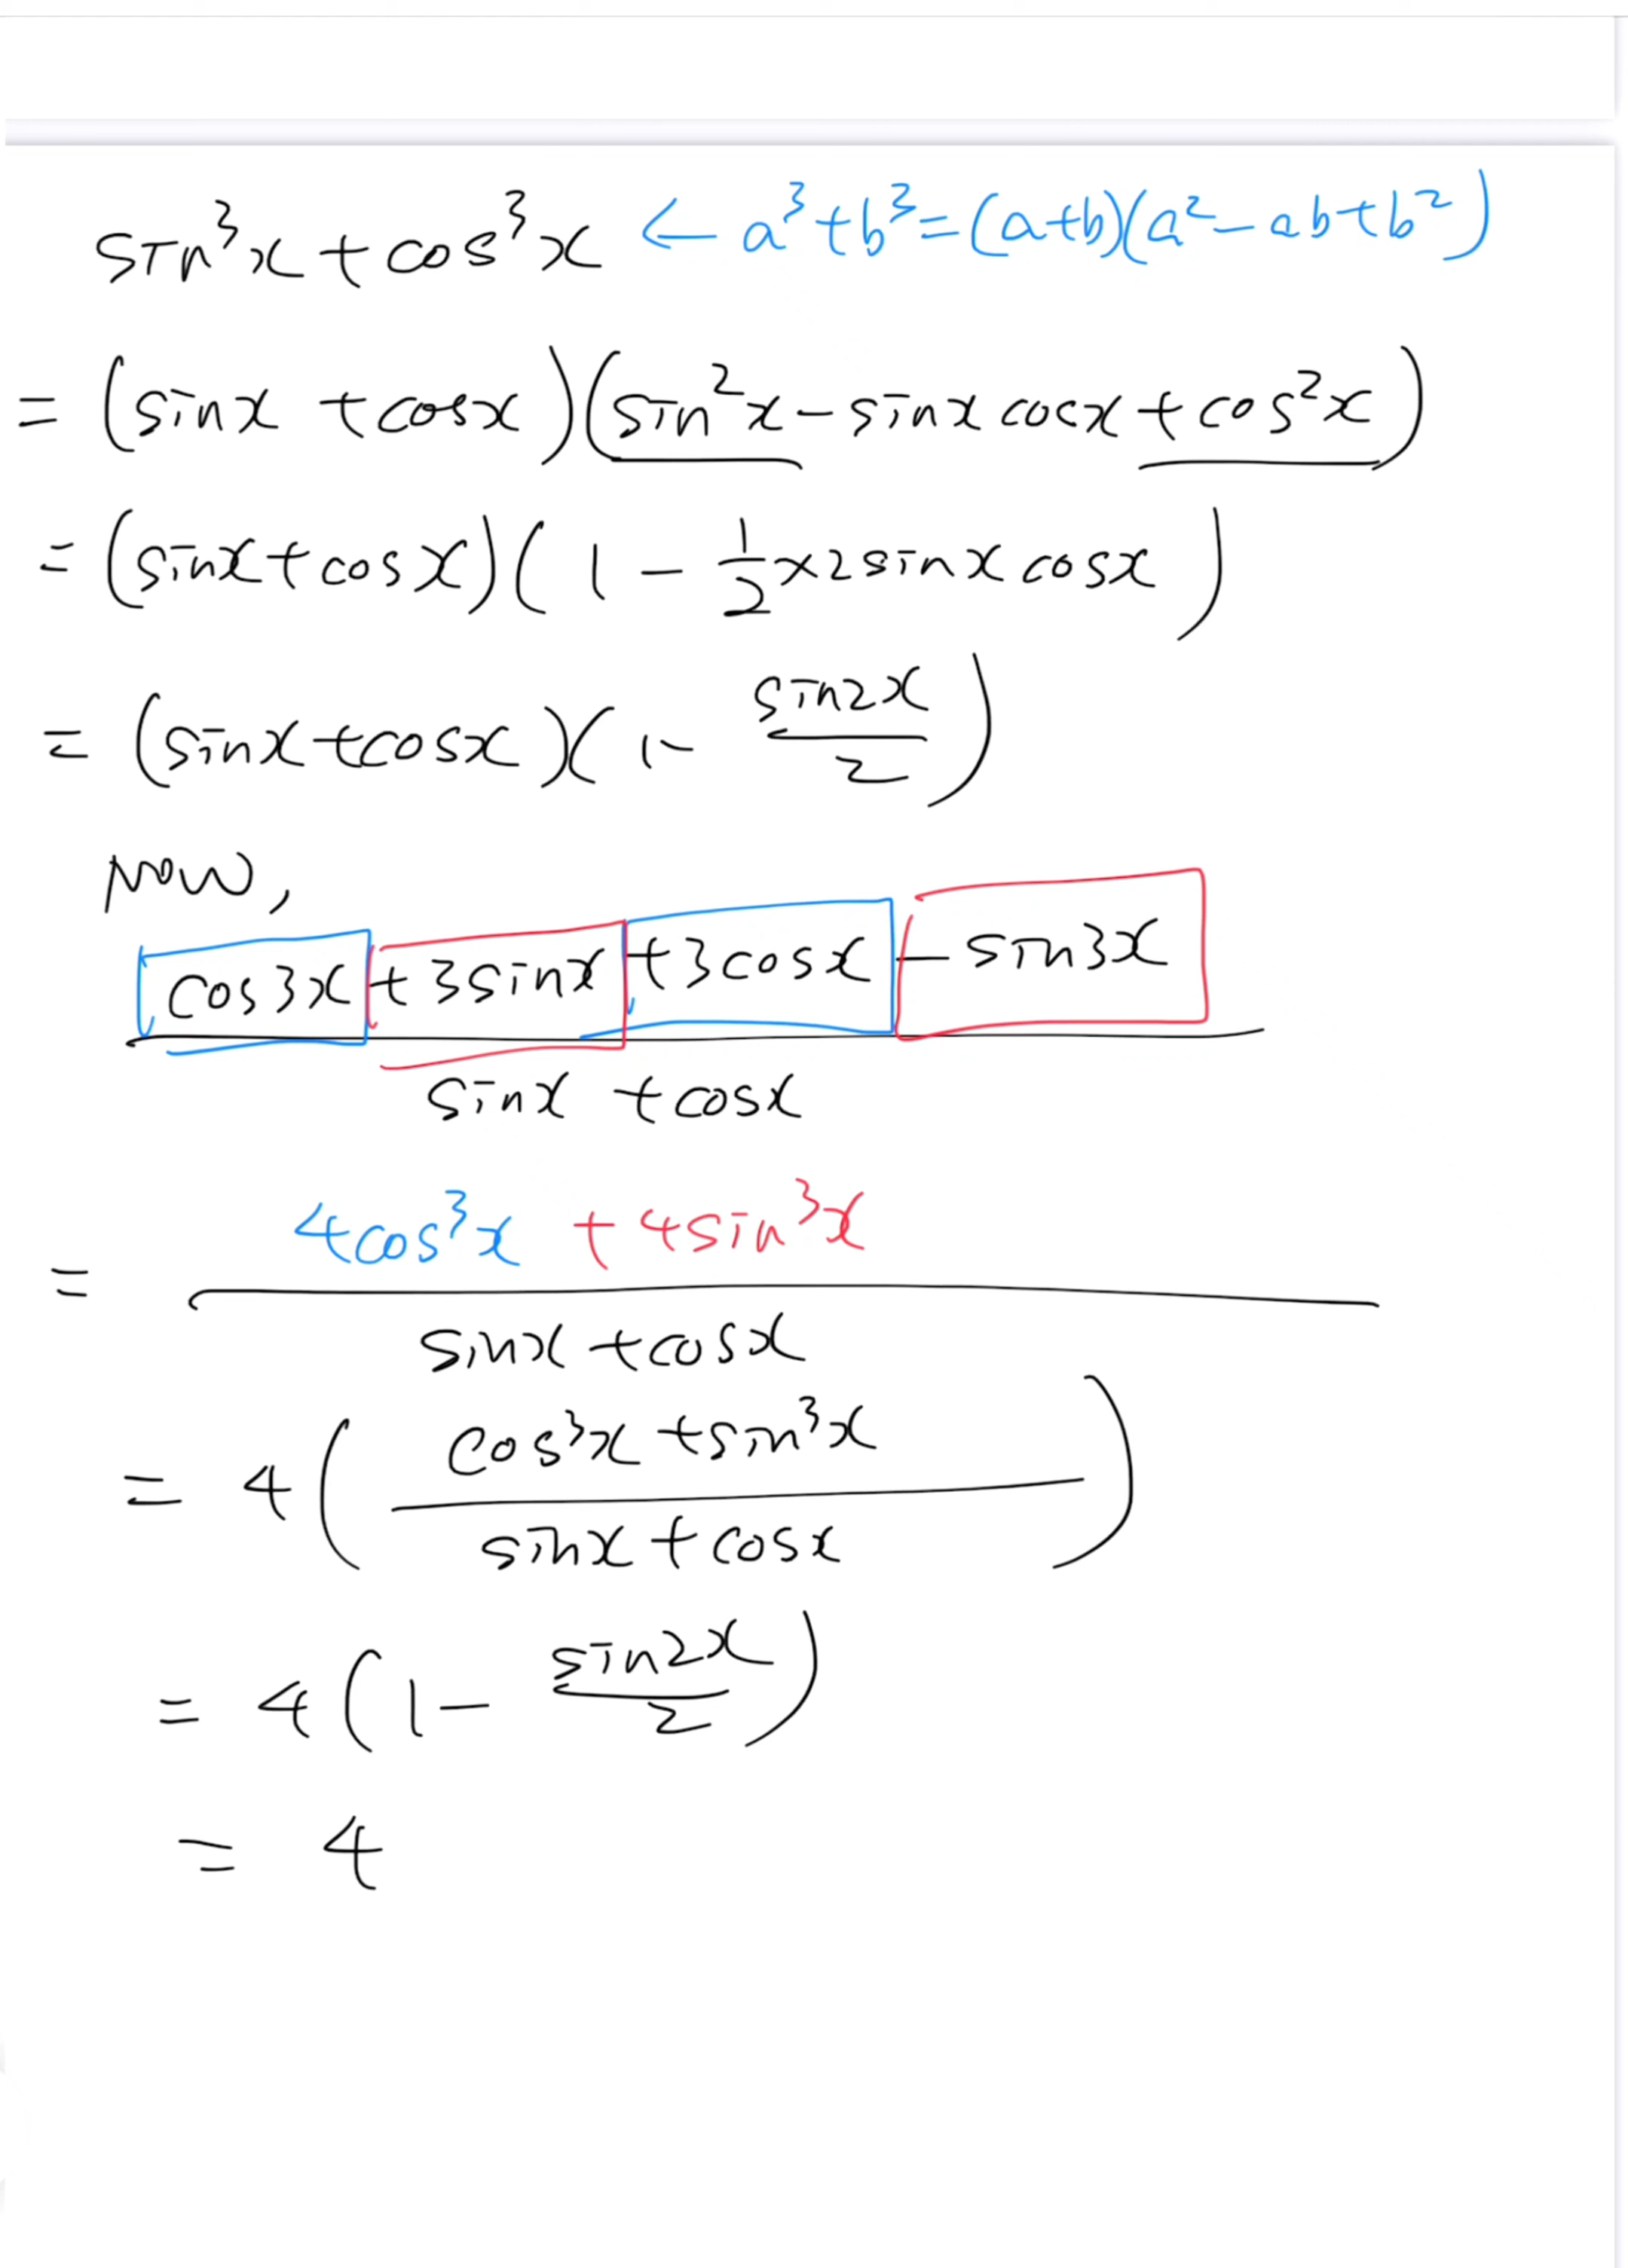 sin³x + cos³x ← a³+b³=(a+b)(a²-ab+b²)
= (sinx + cosx)(sin²x - sinx cosx + cos²x)
= (sinx + cosx)(1 - 1/2 × 2 sinx cosx)
= (sinx + cosx)(1 - sin2x/2)
Now,
cos3x + 3sinx + 3cosx - sin3x
sinx + cosx
= 4cos³x + 4sin³x
sinx + cosx
= 4(cos³x + sin³x
sinx + cosx)
= 4(1 - sin2x/2)
= 4